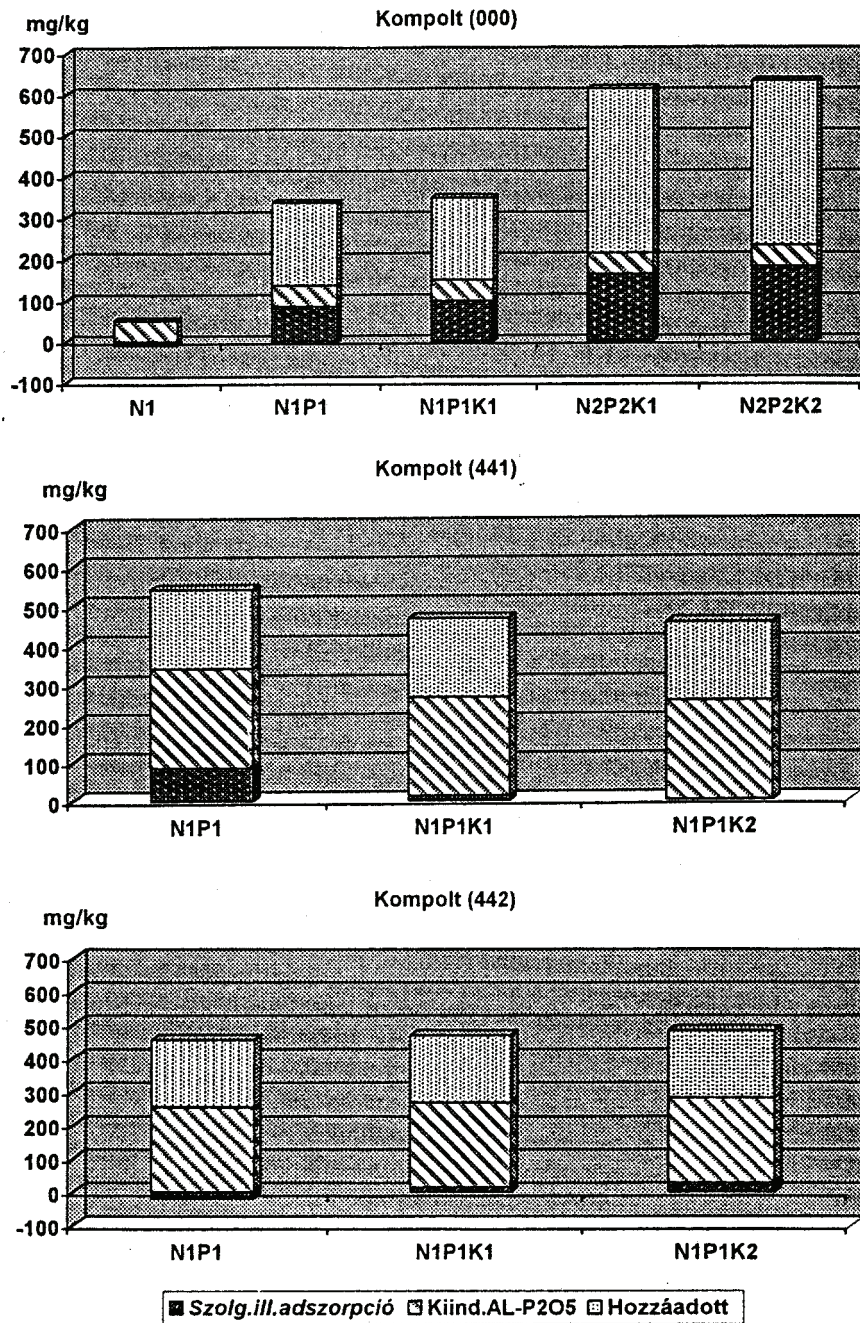 mg/kg
Kompolt (000)
700
600
500
400
300
200
100
0
-100
N1 N1P1 N1P1K1 N2P2K1 N2P2K2
Kompolt (441)
mg/kg
700
600
500
400
300
200
100
0
N1P1 N1P1K1 N1P1K2
Kompolt (442)
mg/kg
700
600
500
400
300
200
100
0
-100
N1P1 N1P1K1 N1P1K2
Szolg.ill.adszorpció Kiind.AL-P2O5 Hozzáadott